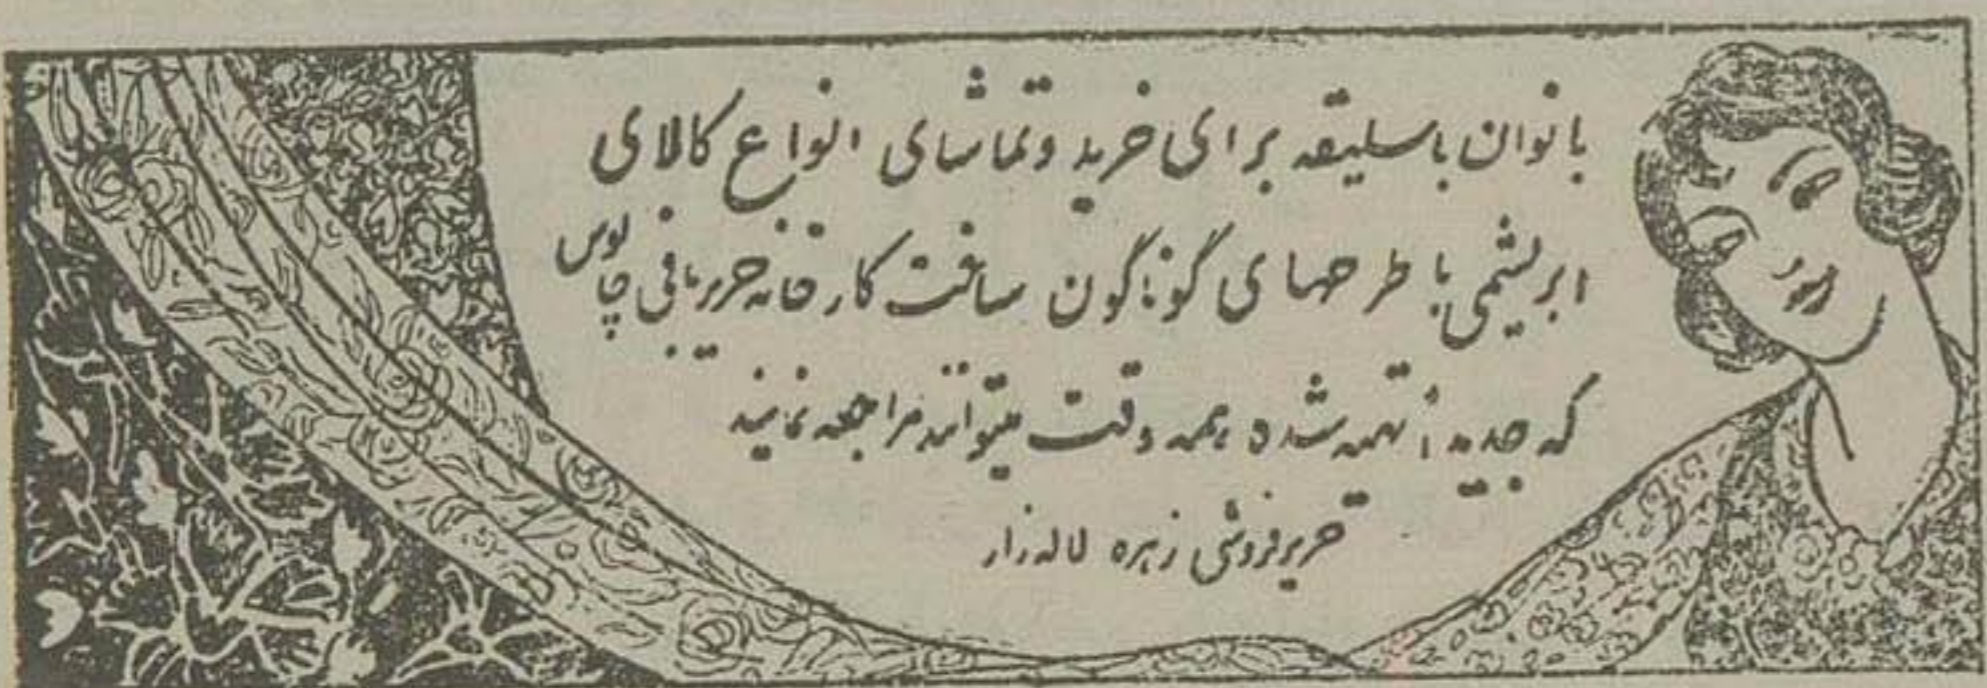 بانوان باسلیقه برای خرید وتماشای انواع کالای
ابریشمی با طرحهای گوناگون ساخت کارخانه حریربافی چالوس
که جدیداً تهیه شده همه وقت میتوانند مراجعه نمایند
حریرفروشی زهره لاله زار